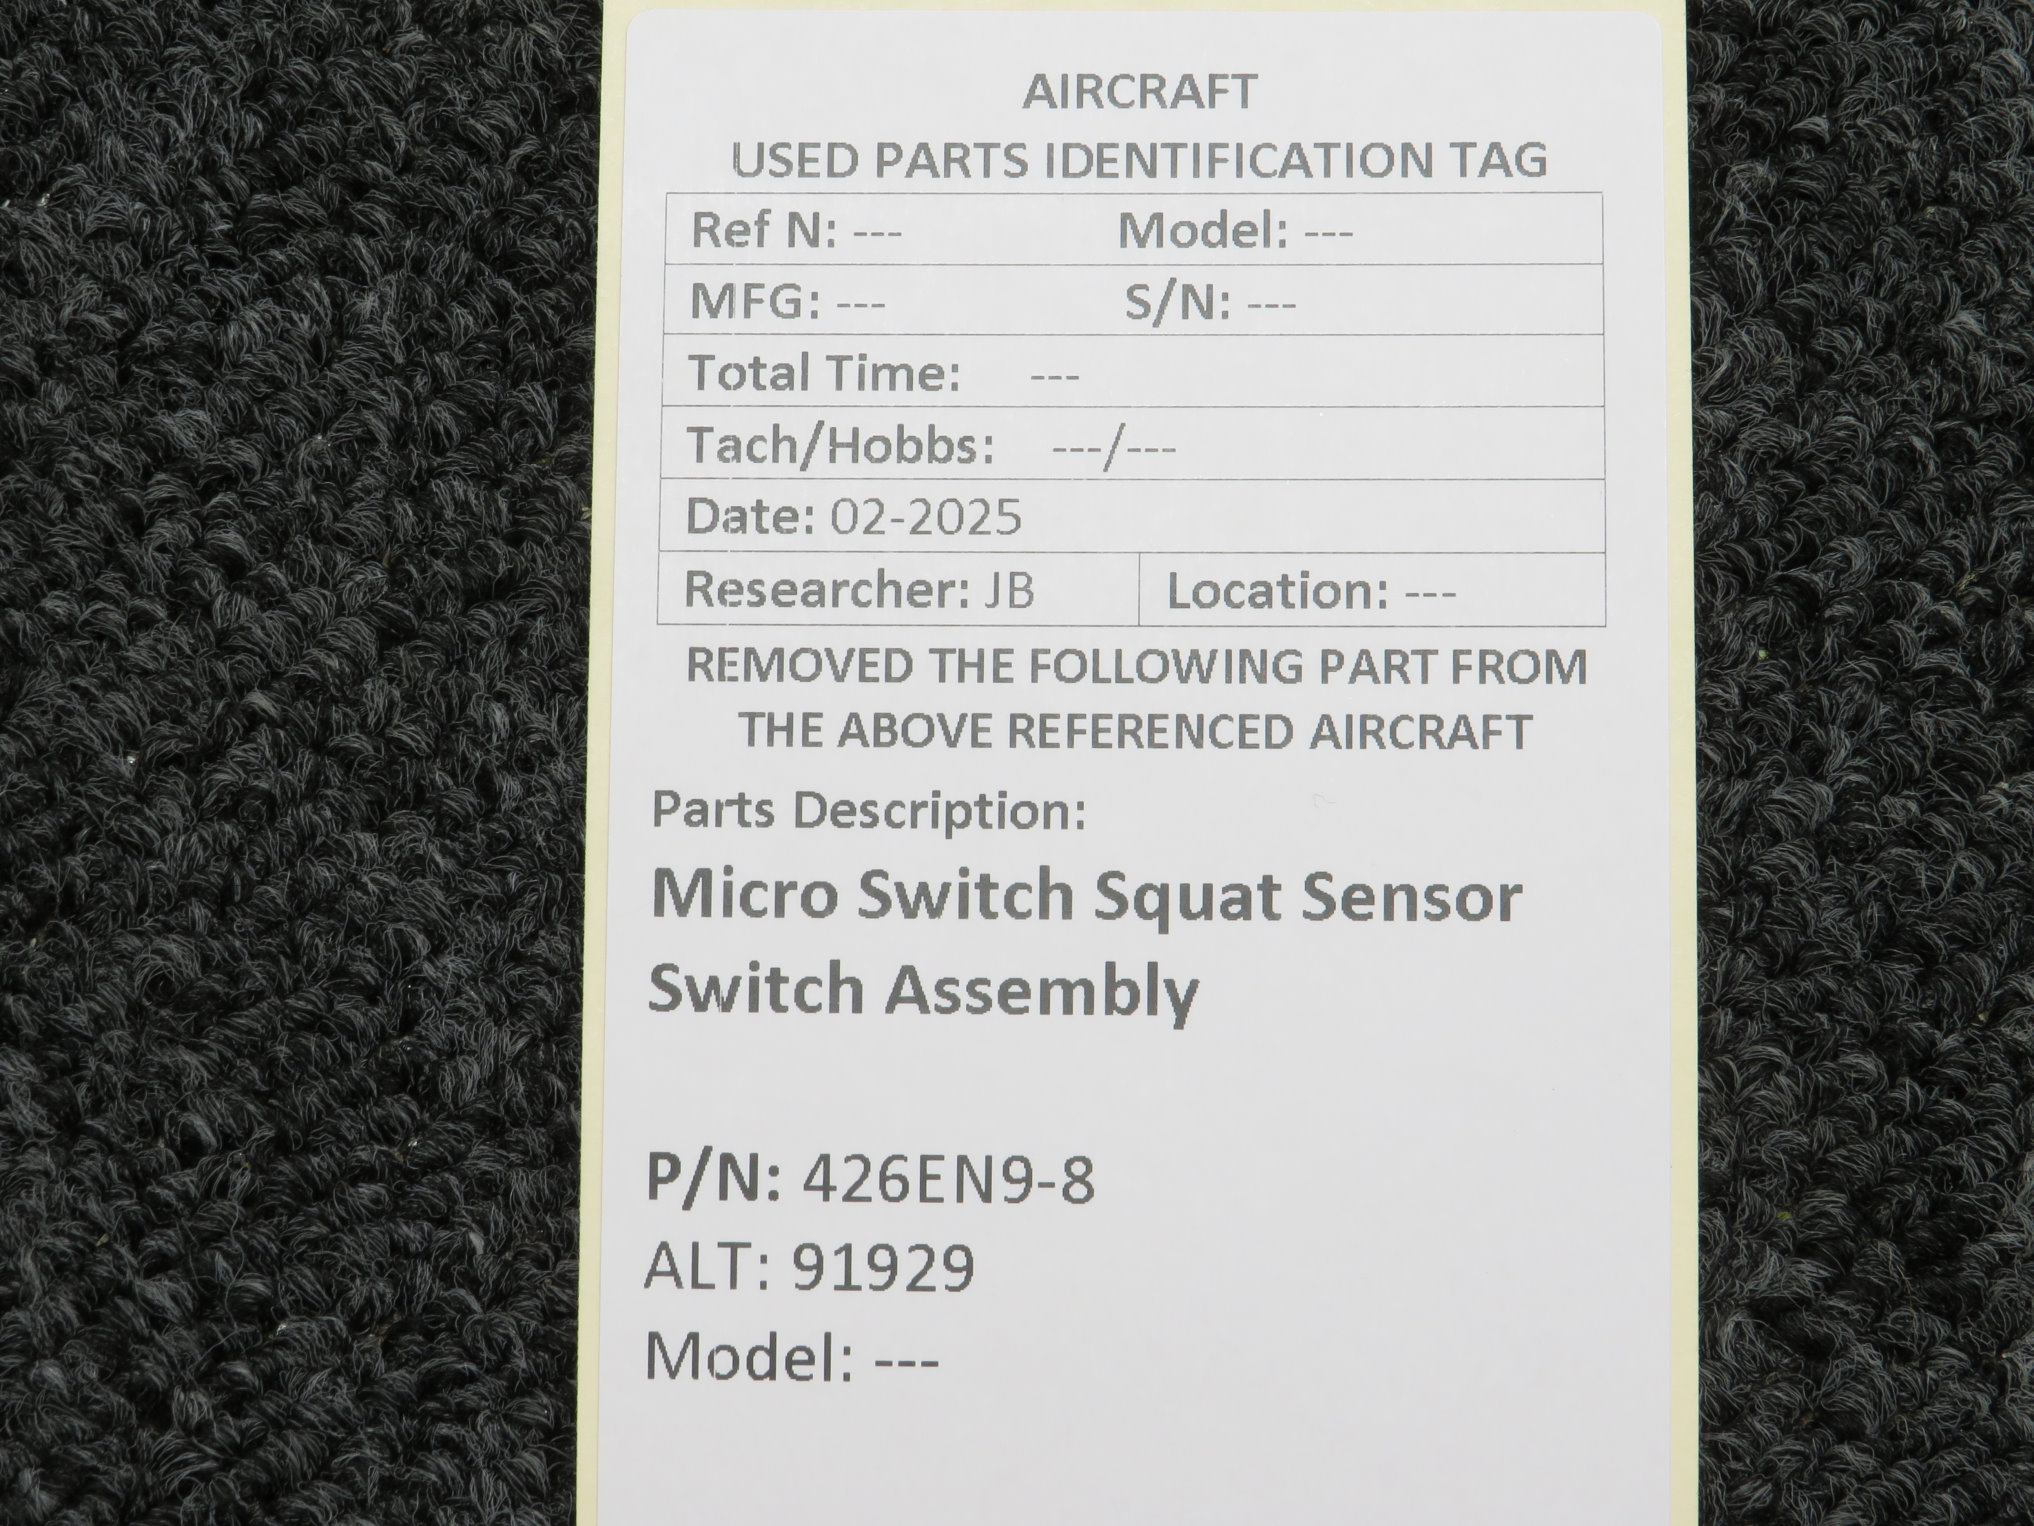 AIRCRAFT
USED PARTS IDENTIFICATION TAG
Ref N: --- Model: ---
MFG: --- S/N: ---
Total Time: ---
Tach/Hobbs: ---/---
Date: 02-2025
Researcher: JB Location: ---
REMOVED THE FOLLOWING PART FROM
THE ABOVE REFERENCED AIRCRAFT
Parts Description:
Micro Switch Squat Sensor
Switch Assembly
P/N: 426EN9-8
ALT: 91929
Model: ---